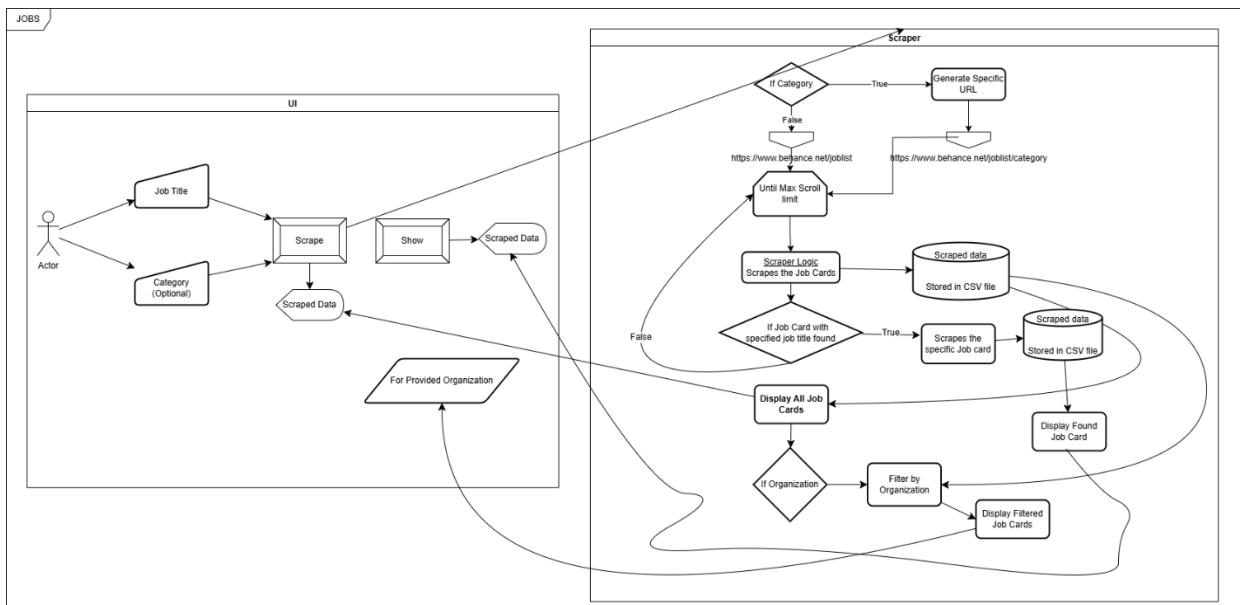 JOBS
UI
Job Title
Actor
Category
(Optional)
Scrape
Show
Scraped Data
Scraped Data
For Provided Organization
Scraper
If Category
True
Generate Specific
URL
False
https://www.behance.net/joblist
https://www.behance.net/joblist/category
Until Max Scroll
limit
Scraper Logic
Scrapes the Job Cards
Scraped data
Stored in CSV file
If Job Card with
specified job title found
False
True
Scrapes the
specific Job card
Scraped data
Stored in CSV file
Display All Job
Cards
Display Found
Job Card
If Organization
Filter by
Organization
Display Filtered
Job Cards